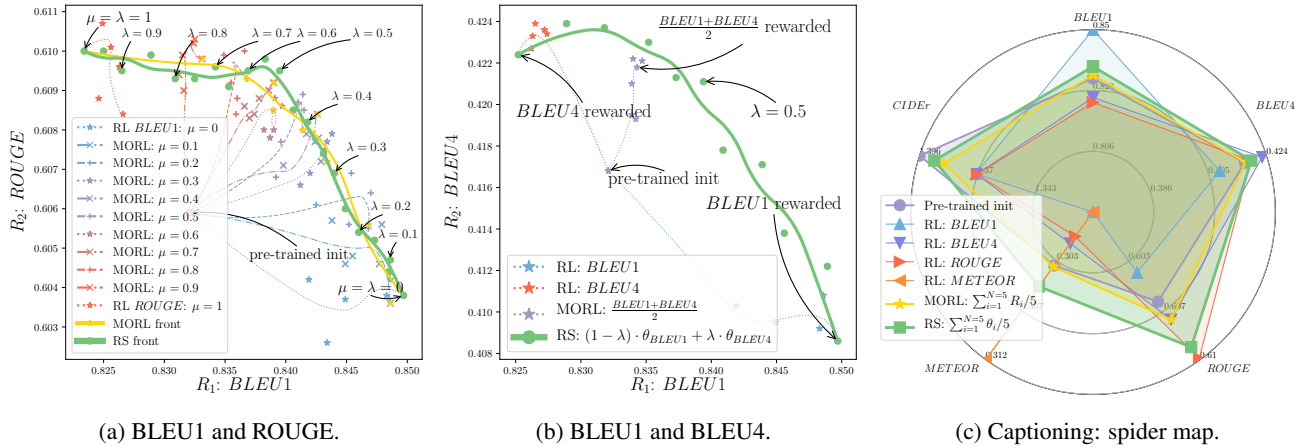 0.611
0.610
0.609
0.608
0.607
0.606
0.605
0.604
0.603
R₂: ROUGE
μ = λ = 1
λ = 0.9
λ = 0.8
λ = 0.7
λ = 0.6
λ = 0.5
λ = 0.4
λ = 0.3
λ = 0.2
λ = 0.1
μ = λ = 0
pre-trained init
RL BLEU1: μ = 0
MORL: μ = 0.1
MORL: μ = 0.2
MORL: μ = 0.3
MORL: μ = 0.4
MORL: μ = 0.5
MORL: μ = 0.6
MORL: μ = 0.7
MORL: μ = 0.8
MORL: μ = 0.9
RL ROUGE: μ = 1
MORL front
RS front
0.825 0.830 0.835 0.840 0.845 0.850
R₁: BLEU1
(a) BLEU1 and ROUGE.
0.424
0.422
0.420
0.418
0.416
0.414
0.412
0.410
0.408
R₂: BLEU4
BLEU1+BLEU4
2
rewarded
BLEU4 rewarded
λ = 0.5
pre-trained init
BLEU1 rewarded
RL: BLEU1
RL: BLEU4
MORL: BLEU1+BLEU4
2
RS: (1 − λ) · θ_BLEU1 + λ · θ_BLEU4
0.825 0.830 0.835 0.840 0.845 0.850
R₁: BLEU1
(b) BLEU1 and BLEU4.
BLEU1
0.85
0.806
CIDEr
1.396
1.343
BLEU4
0.424
0.386
0.303
0.603
0.312
METEOR
0.61
ROUGE
Pre-trained init
RL: BLEU1
RL: BLEU4
RL: ROUGE
RL: METEOR
MORL: ∑ᵢ₌₁ᴺ⁼⁵ Rᵢ/5
RS: ∑ᵢ₌₁ᴺ⁼⁵ θᵢ/5
(c) Captioning: spider map.